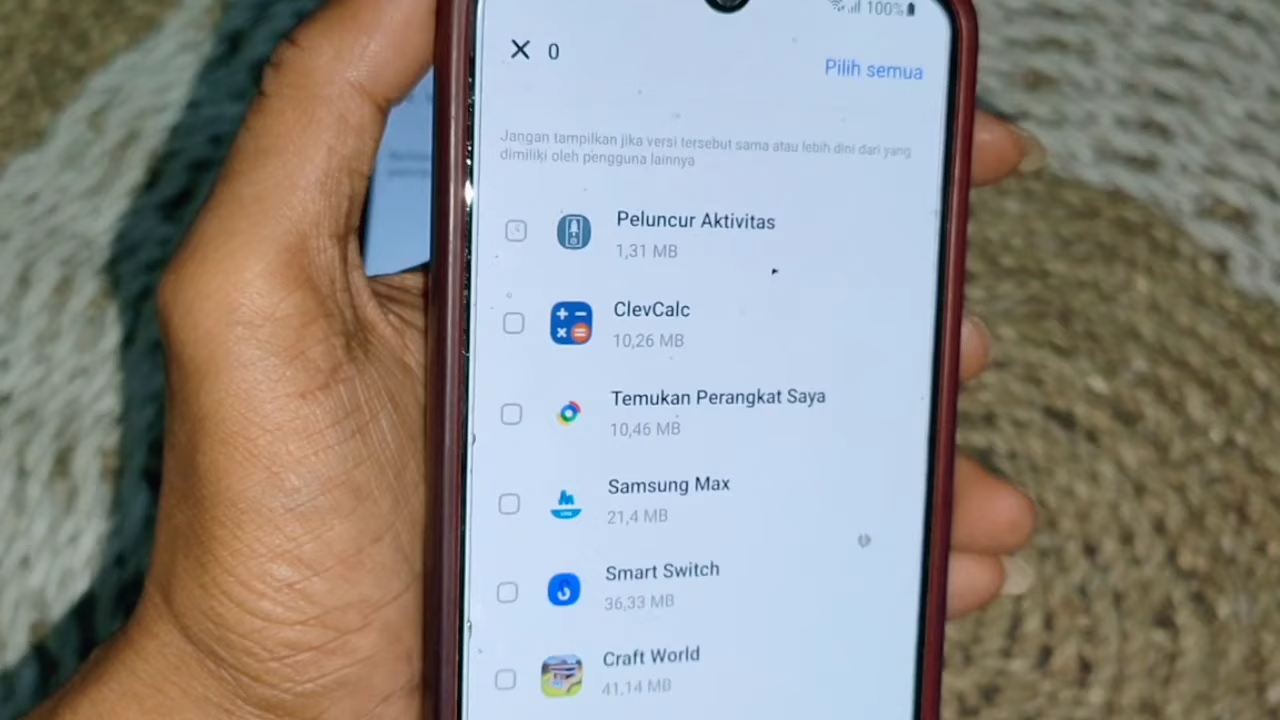 100%
0
Pilih semua
Jangan tampilkan jika versi tersebut sama atau lebih dini dari yang
dimiliki oleh pengguna lainnya
Peluncur Aktivitas
1,31 MB
ClevCalc
10,26 MB
Temukan Perangkat Saya
10,46 MB
Samsung Max
21,4 MB
Smart Switch
36,33 MB
Craft World
41,14 MB